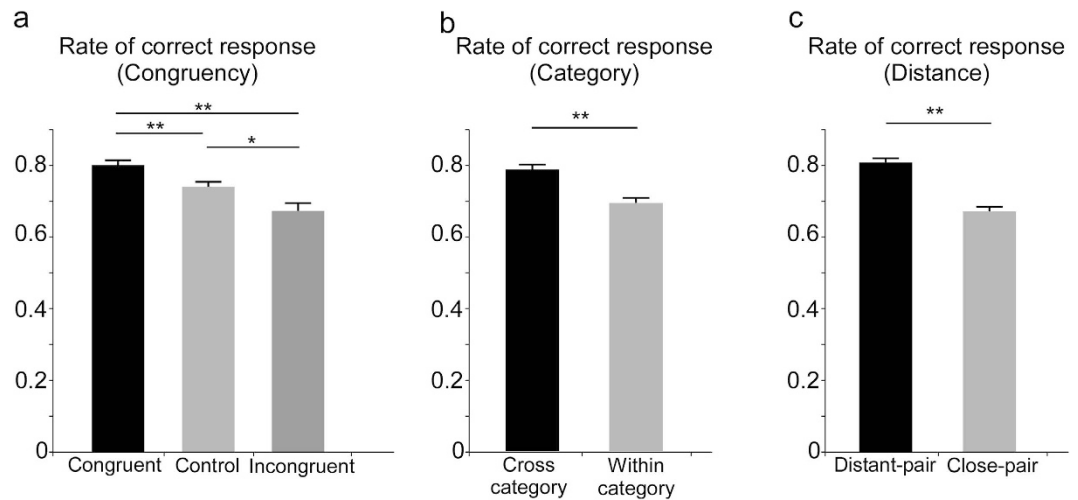 a
Rate of correct response
(Congruency)
**
**
*
0.8
0.6
0.4
0.2
0
Congruent Control Incongruent
b
Rate of correct response
(Category)
**
0.8
0.6
0.4
0.2
0
Cross category
Within category
c
Rate of correct response
(Distance)
**
0.8
0.6
0.4
0.2
0
Distant-pair Close-pair